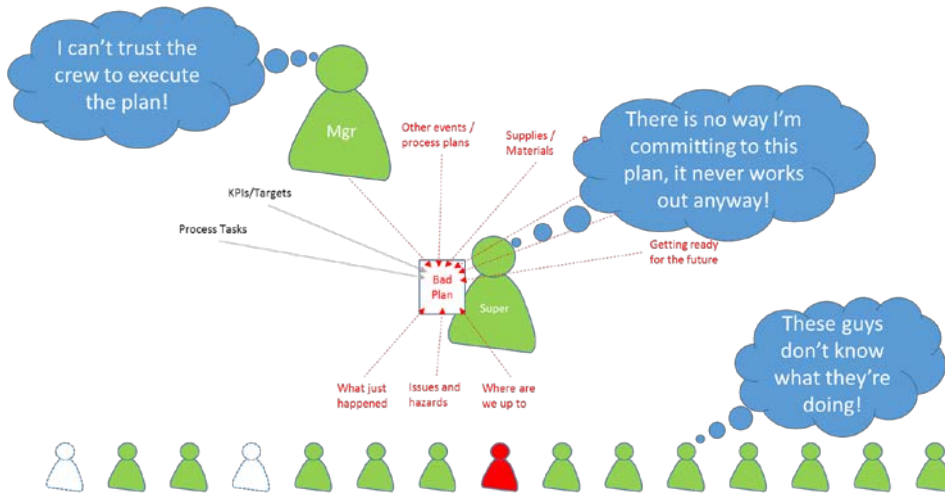 I can't trust the
crew to execute
the plan!
Mgr
Other events /
process plans
Supplies /
Materials
There is no way I'm
committing to this
plan, it never works
out anyway!
KPIs/Targets
Process Tasks
Getting ready
for the future
Bad
Plan
Super
What just
happened
Issues and
hazards
Where are
we up to
These guys
don't know
what they're
doing!